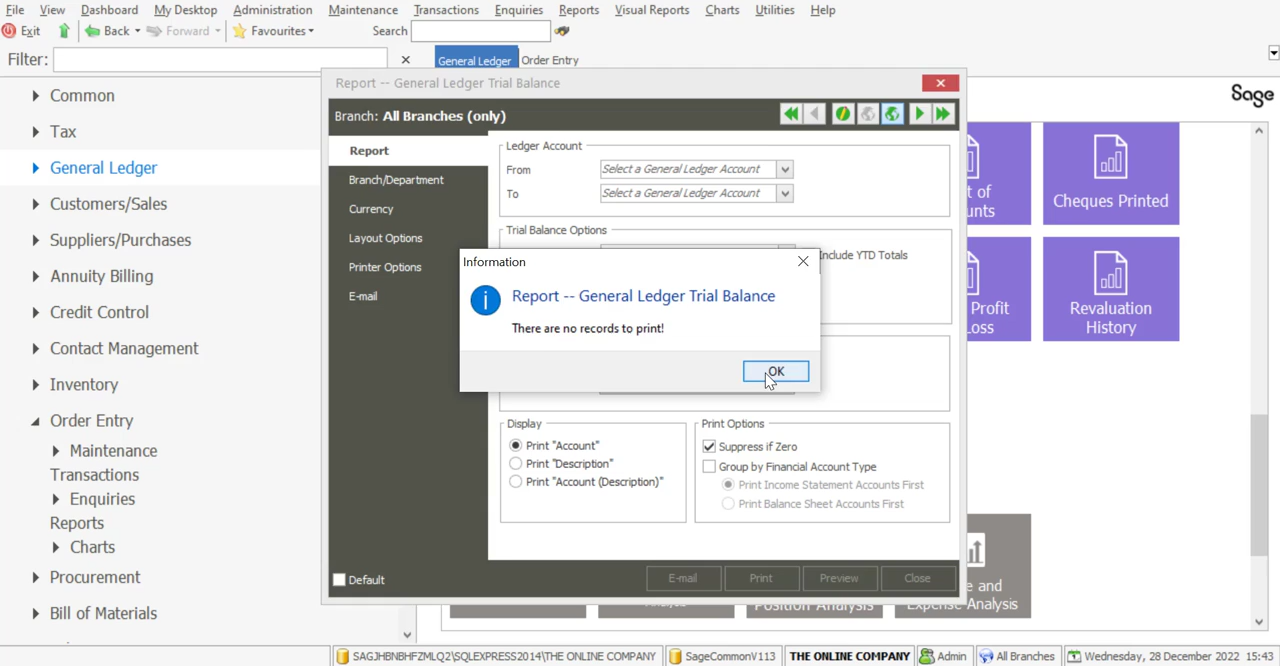 File View Dashboard My Desktop Administration Maintenance Transactions Enquiries Reports Visual Reports Charts Utilities Help
Exit Back Forward Favourites Search
Filter: General Ledger Order Entry
Common
Tax
General Ledger
Customers/Sales
Suppliers/Purchases
Annuity Billing
Credit Control
Contact Management
Inventory
Order Entry
Maintenance
Transactions
Enquiries
Reports
Charts
Procurement
Bill of Materials
Report -- General Ledger Trial Balance
Branch: All Branches (only)
Report
Branch/Department
Currency
Layout Options
Printer Options
E-mail
Ledger Account
From Select a General Ledger Account
To Select a General Ledger Account
Trial Balance Options
Include YTD Totals
Information
Report -- General Ledger Trial Balance
There are no records to print!
OK
Display
Print "Account"
Print "Description"
Print "Account (Description)"
Print Options
Suppress if Zero
Group by Financial Account Type
Print Income Statement Accounts First
Print Balance Sheet Accounts First
Default
E-mail Print Preview Close
Sage
t of
unts
Cheques Printed
Profit
Loss
Revaluation
History
Position Analysis
e and
Expense Analysis
SAGJHBNBHFZMLQ2\SQLEXPRESS2014\THE ONLINE COMPANY SageCommonV113 THE ONLINE COMPANY Admin All Branches Wednesday, 28 December 2022 15:43